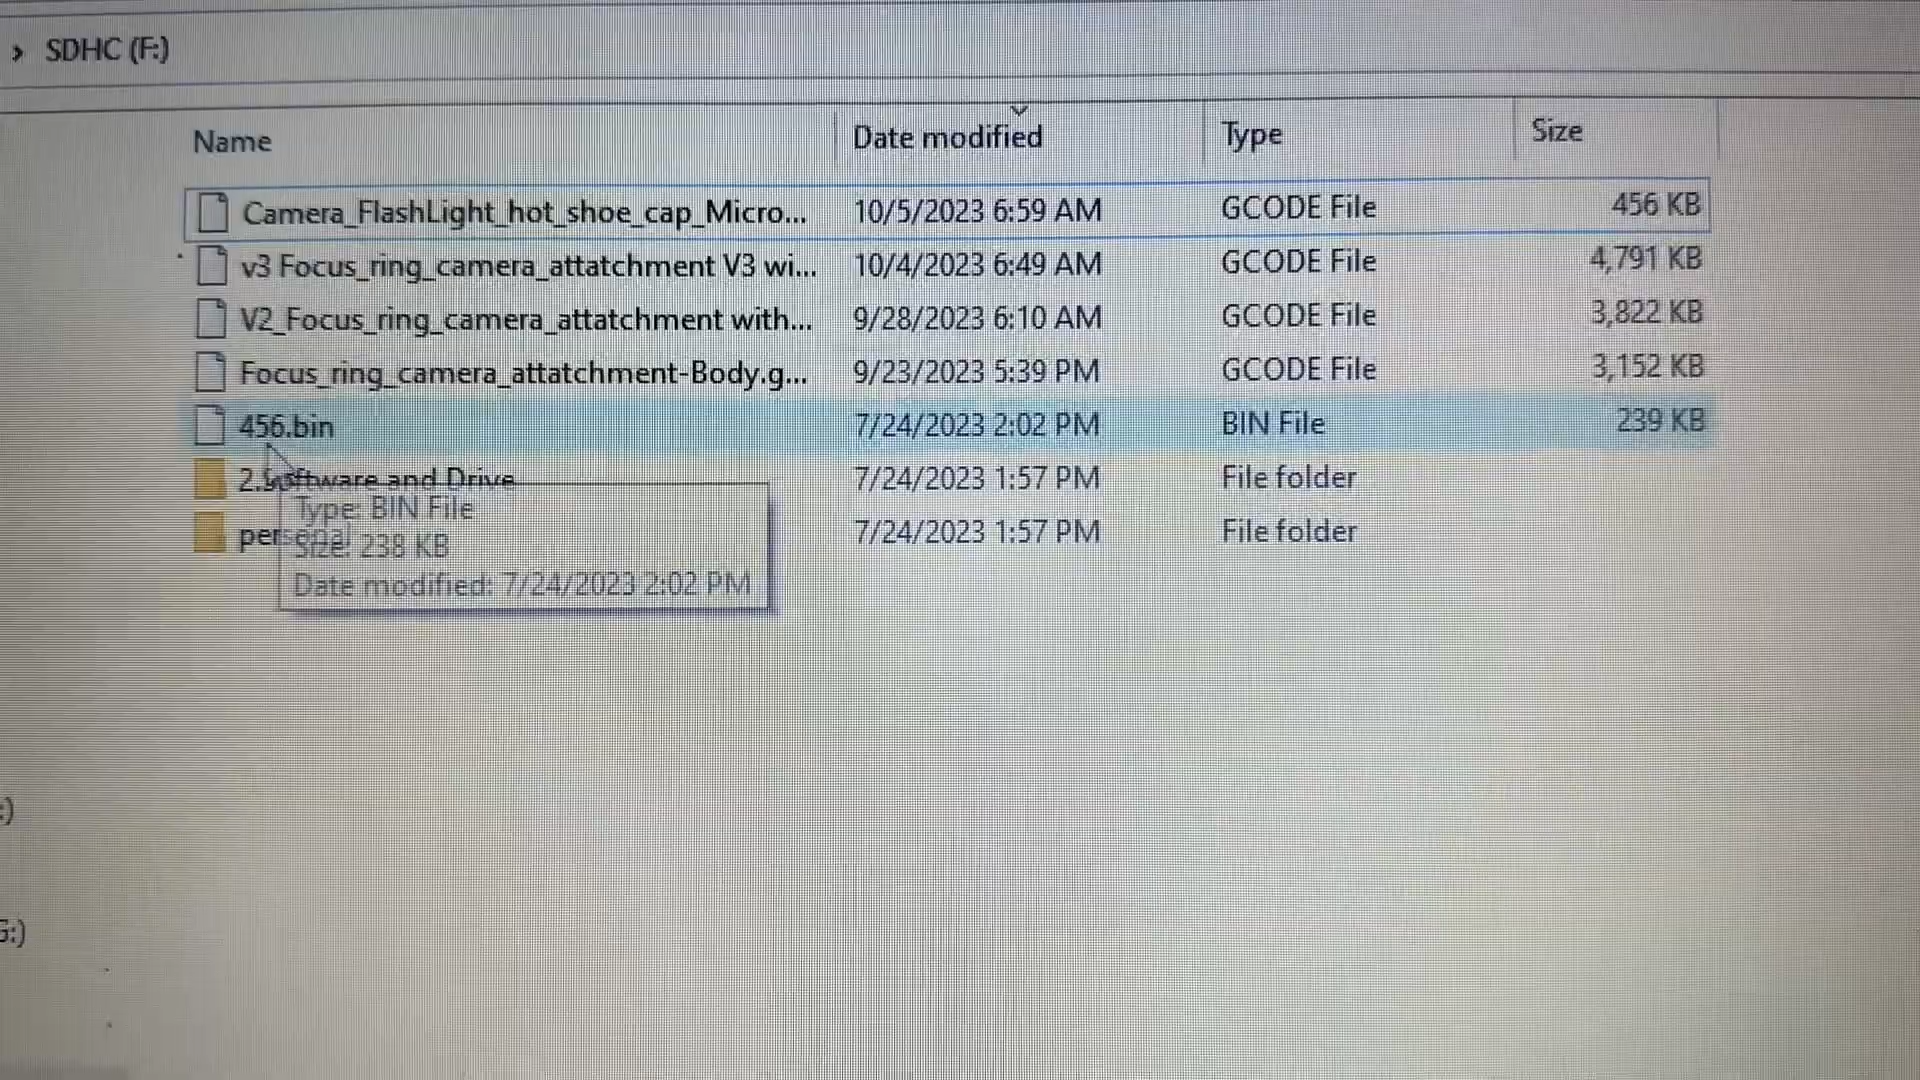 › SDHC (F:)
Name Date modified Type Size
Camera_FlashLight_hot_shoe_cap_Micro... 10/5/2023 6:59 AM GCODE File 456 KB
v3 Focus_ring_camera_attatchment V3 wi... 10/4/2023 6:49 AM GCODE File 4,791 KB
V2_Focus_ring_camera_attatchment with... 9/28/2023 6:10 AM GCODE File 3,822 KB
Focus_ring_camera_attatchment-Body.g... 9/23/2023 5:39 PM GCODE File 3,152 KB
456.bin 7/24/2023 2:02 PM BIN File 239 KB
2.Software and Drive 7/24/2023 1:57 PM File folder
Type: BIN File
personal 7/24/2023 1:57 PM File folder
Size: 238 KB
Date modified: 7/24/2023 2:02 PM
:)
G:)